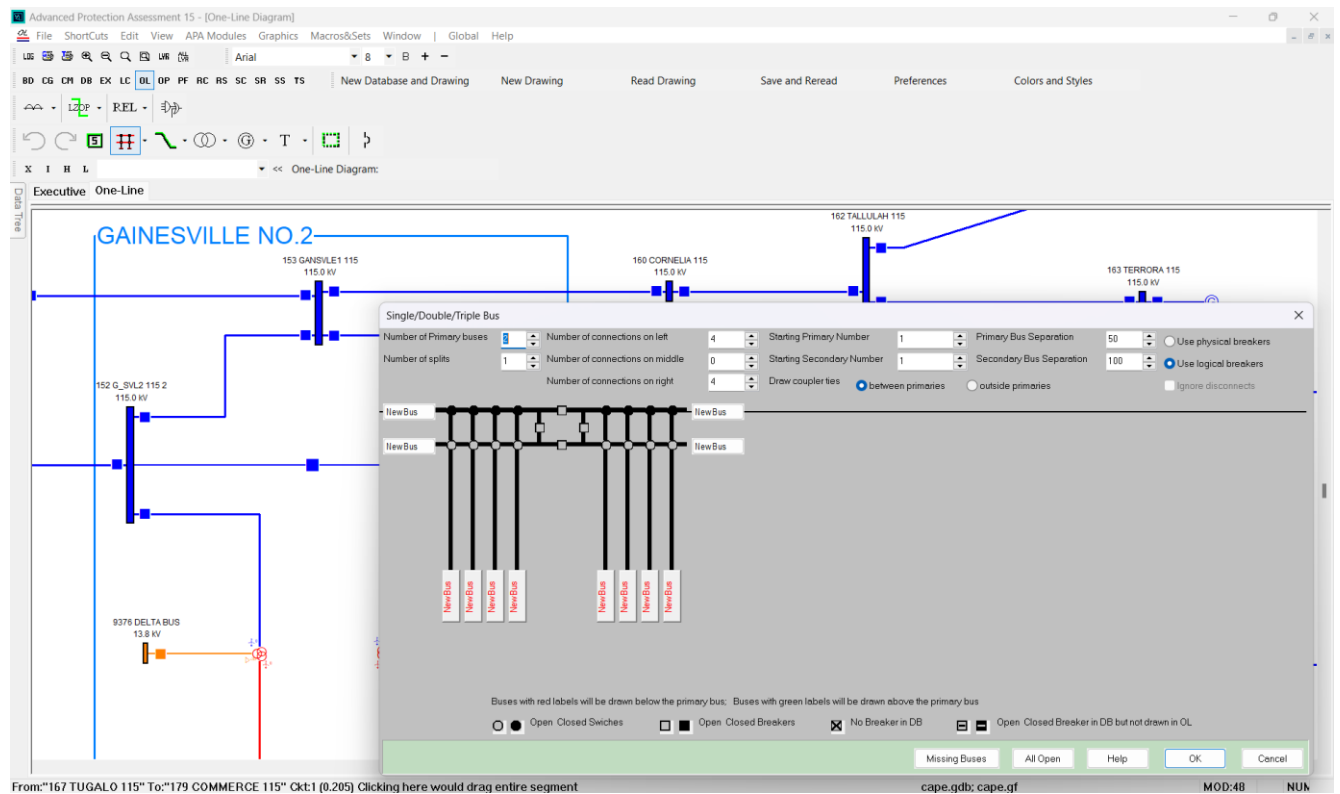 Advanced Protection Assessment 15 - [One-Line Diagram]
File ShortCuts Edit View APA Modules Graphics Macros&Sets Window | Global Help
Arial 8 B + −
BD CG CM DB EX LC OL OP PF RC RS SC SR SS TS New Database and Drawing New Drawing Read Drawing Save and Reread Preferences Colors and Styles
LZOP REL
S G T
X I H L << One-Line Diagram:
Data Tree
Executive One-Line
GAINESVILLE NO.2
162 TALLULAH 115
115.0 kV
153 GANSVLE1 115
115.0 kV
160 CORNELIA 115
115.0 kV
163 TERRORA 115
115.0 kV
152 G_SVL2 115 2
115.0 kV
9376 DELTA BUS
13.8 kV
Single/Double/Triple Bus
Number of Primary buses 2 Number of connections on left 4 Starting Primary Number 1 Primary Bus Separation 50 Use physical breakers
Number of splits 1 Number of connections on middle 0 Starting Secondary Number 1 Secondary Bus Separation 100 Use logical breakers
Number of connections on right 4 Draw coupler ties between primaries outside primaries Ignore disconnects
NewBus NewBus
NewBus NewBus
NewBus NewBus NewBus NewBus NewBus NewBus NewBus NewBus
Buses with red labels will be drawn below the primary bus; Buses with green labels will be drawn above the primary bus
Open Closed Swiches Open Closed Breakers No Breaker in DB Open Closed Breaker in DB but not drawn in OL
Missing Buses All Open Help OK Cancel
From:"167 TUGALO 115" To:"179 COMMERCE 115" Ckt:1 (0.205) Clicking here would drag entire segment cape.gdb; cape.gf MOD:48 NUM